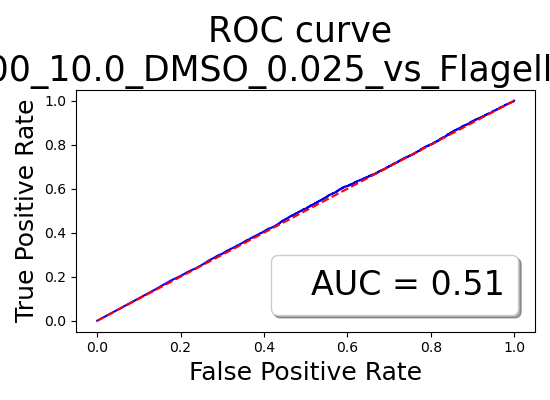 ROC curve
00_10.0_DMSO_0.025_vs_Flagell
True Positive Rate
1.0
0.8
0.6
0.4
0.2
0.0
AUC = 0.51
0.0 0.2 0.4 0.6 0.8 1.0
False Positive Rate